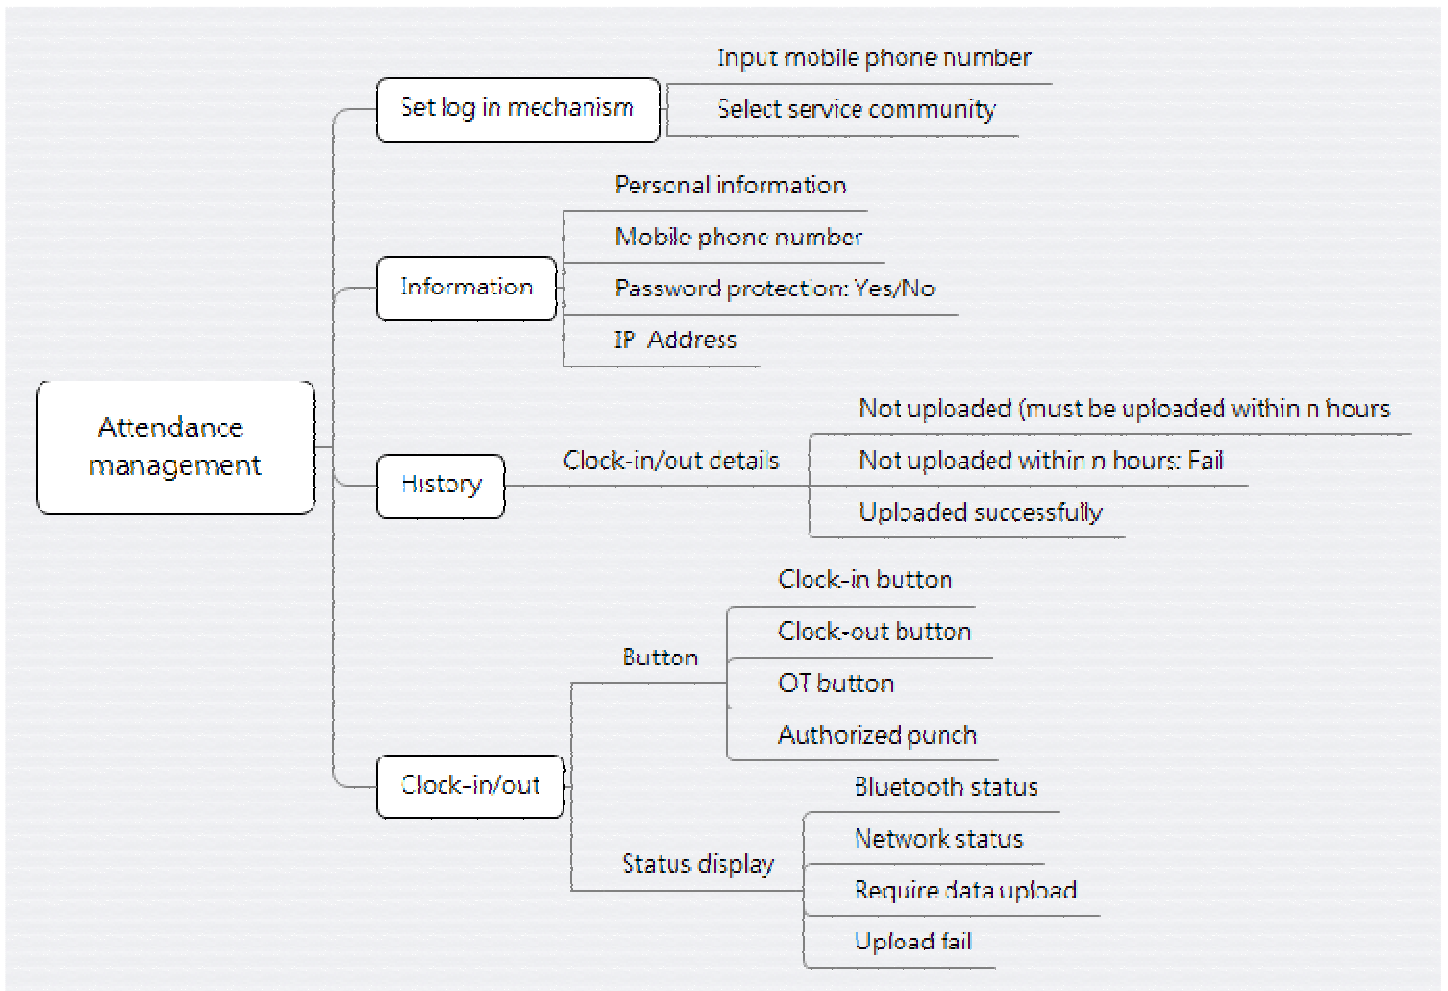 Input mobile phone number
Set log in mechanism
Select service community
Personal information
Mobile phone number
Information
Password protection: Yes/No
IP Address
Attendance
management
Not uploaded (must be uploaded within n hours
History
Clock-in/out details
Not uploaded within n hours: Fail
Uploaded successfully
Clock-in button
Clock-out button
Button
OT button
Authorized punch
Clock-in/out
Bluetooth status
Network status
Status display
Require data upload
Upload fail